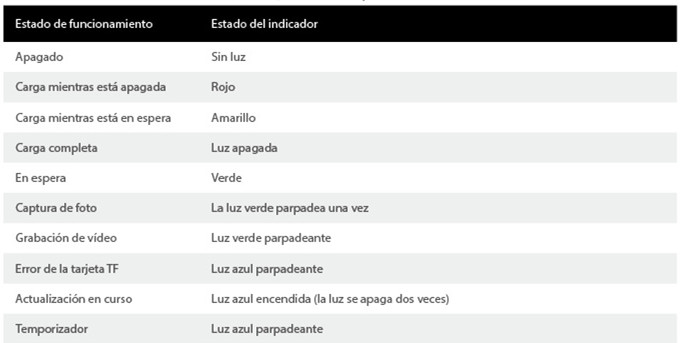 Estado de funcionamiento Estado del indicador
Apagado Sin luz
Carga mientras está apagada Rojo
Carga mientras está en espera Amarillo
Carga completa Luz apagada
En espera Verde
Captura de foto La luz verde parpadea una vez
Grabación de vídeo Luz verde parpadeante
Error de la tarjeta TF Luz azul parpadeante
Actualización en curso Luz azul encendida (la luz se apaga dos veces)
Temporizador Luz azul parpadeante